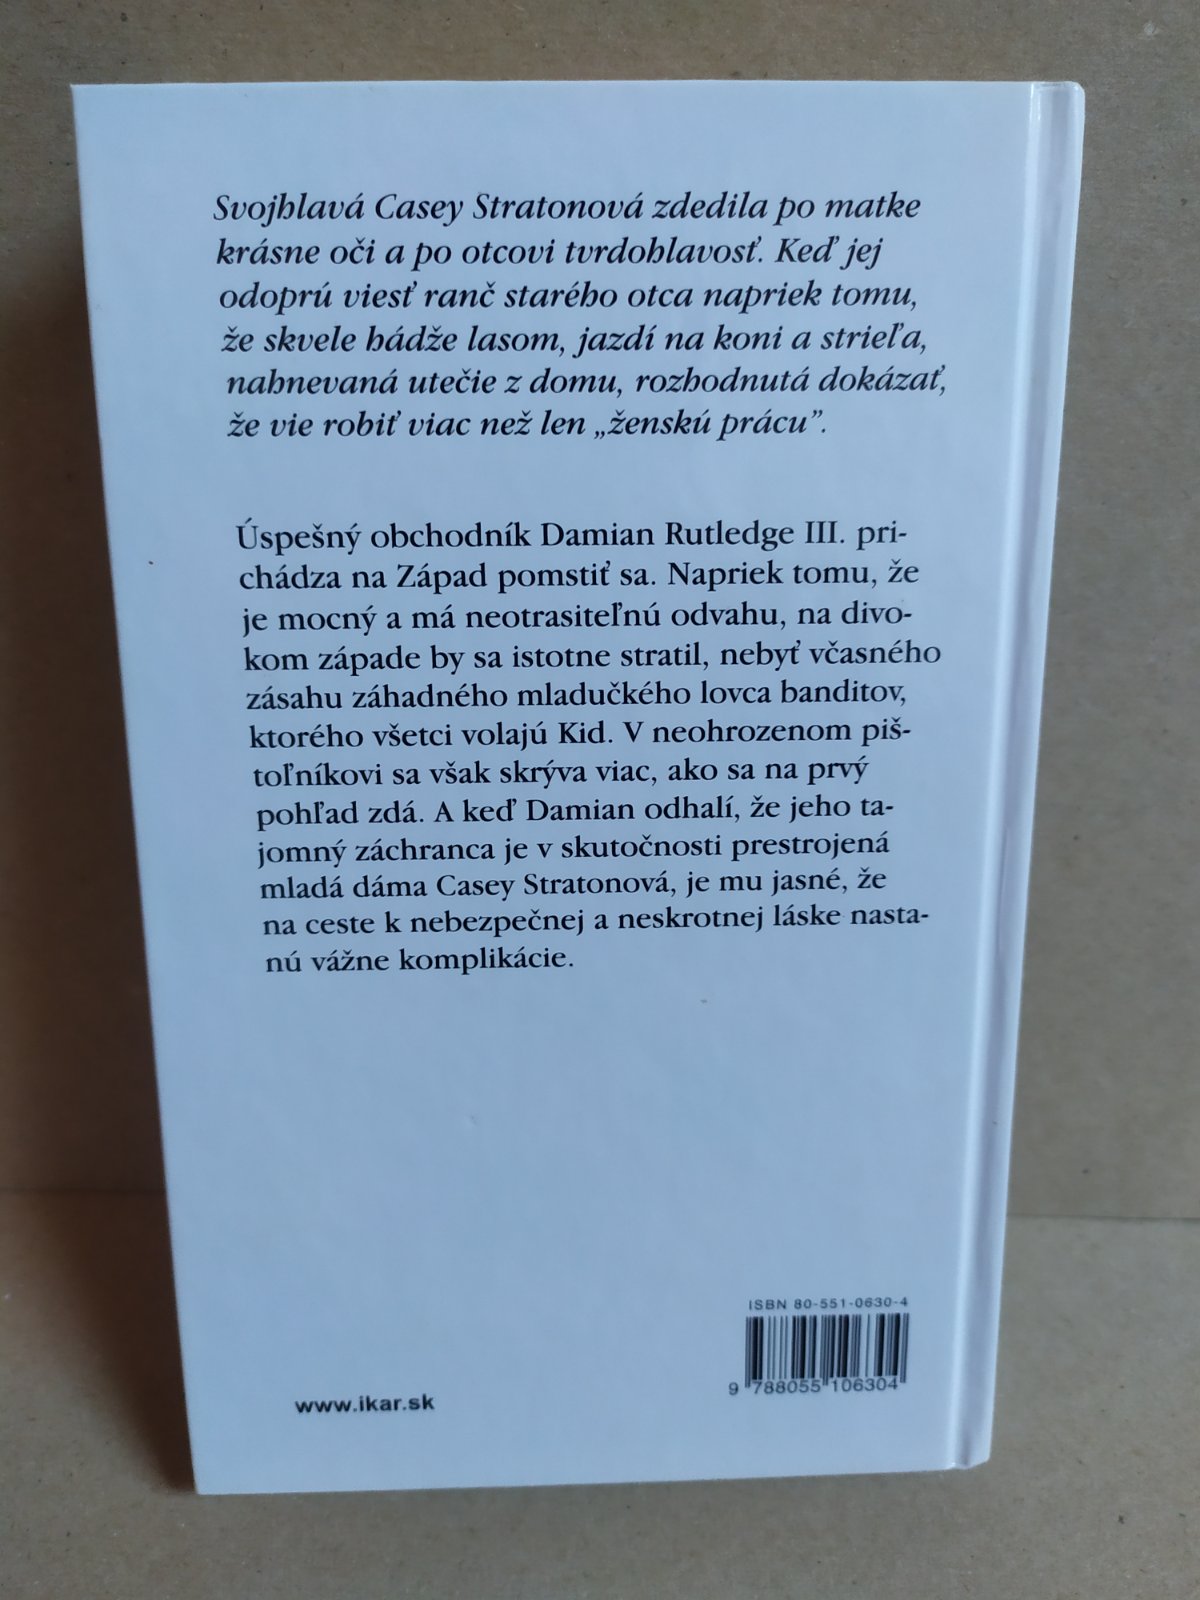 Svojhlavá Casey Stratonová zdedila po matke
krásne oči a po otcovi tvrdohlavosť. Keď jej
odoprú viesť ranč starého otca napriek tomu,
že skvele hádže lasom, jazdí na koni a strieľa,
nahnevaná utečie z domu, rozhodnutá dokázať,
že vie robiť viac než len „ženskú prácu”.
Úspešný obchodník Damian Rutledge III. pri-
chádza na Západ pomstiť sa. Napriek tomu, že
je mocný a má neotrasiteľnú odvahu, na divo-
kom západe by sa istotne stratil, nebyť včasného
zásahu záhadného mladučkého lovca banditov,
ktorého všetci volajú Kid. V neohrozenom piš-
toľníkovi sa však skrýva viac, ako sa na prvý
pohľad zdá. A keď Damian odhalí, že jeho ta-
jomný záchranca je v skutočnosti prestrojená
mladá dáma Casey Stratonová, je mu jasné, že
na ceste k nebezpečnej a neskrotnej láske nasta-
nú vážne komplikácie.
ISBN 80-551-0630-4
9 788055 106304
www.ikar.sk